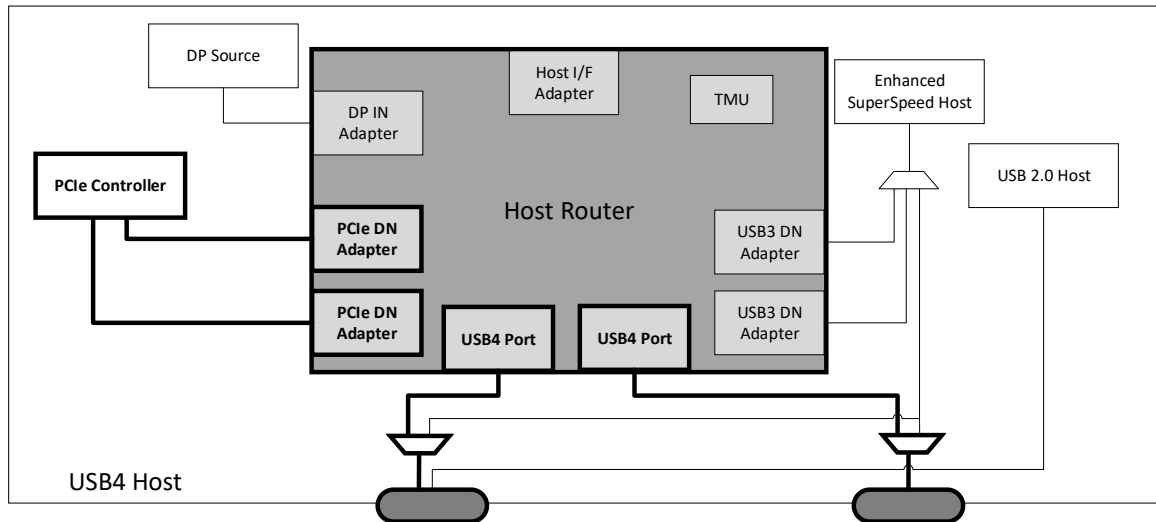 DP Source
Host I/F
Adapter
TMU
Enhanced
SuperSpeed Host
DP IN
Adapter
PCIe Controller
USB 2.0 Host
Host Router
PCIe DN
Adapter
USB3 DN
Adapter
PCIe DN
Adapter
USB3 DN
Adapter
USB4 Port
USB4 Port
USB4 Host